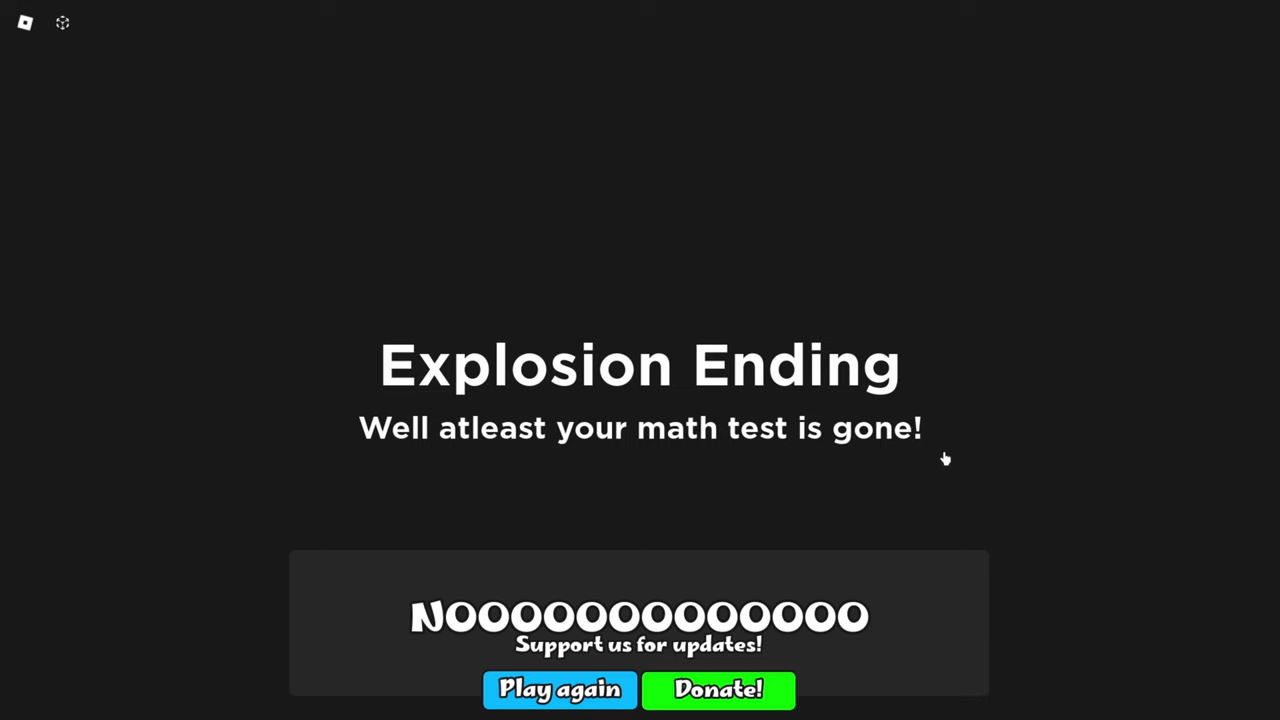 Explosion Ending
Well atleast your math test is gone!
NOOOOOOOOOOOOO
Support us for updates!
Play again
Donate!